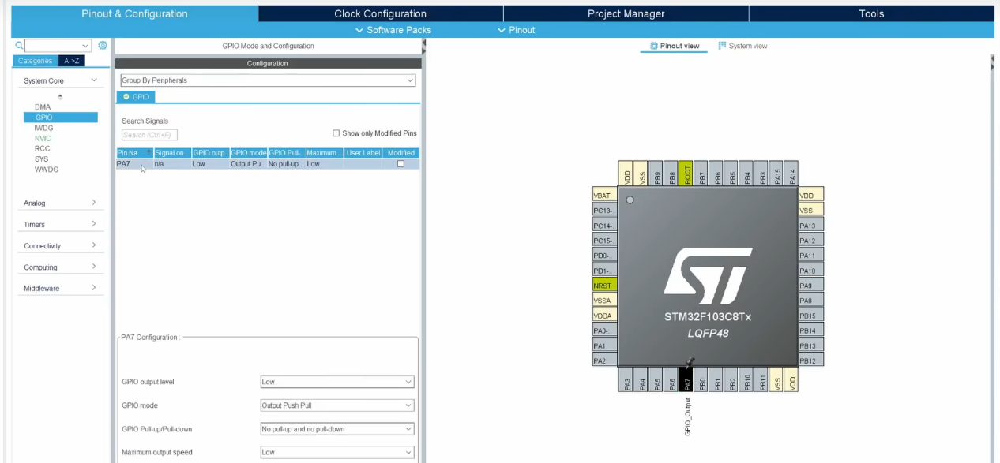 Pinout & Configuration
Clock Configuration
Project Manager
Tools
Software Packs
Pinout
Categories
A->Z
System Core
DMA
GPIO
IWDG
NVIC
RCC
SYS
WWDG
Analog
Timers
Connectivity
Computing
Middleware
GPIO Mode and Configuration
Configuration
Group By Peripherals
GPIO
Search Signals
Search (Ctrl+F)
Show only Modified Pins
Pin Na... Signal on... GPIO outp... GPIO mode GPIO Pull-... Maximum... User Label Modified
PA7 n/a Low Output Pu... No pull-up ... Low
PA7 Configuration :
GPIO output level Low
GPIO mode Output Push Pull
GPIO Pull-up/Pull-down No pull-up and no pull-down
Maximum output speed Low
Pinout view
System view
VDD VSS PB9 PB8 BOOT PB7 PB6 PB5 PB4 PB3 PA15 PA14
VBAT
PC13-..
PC14-..
PC15-..
PD0-..
PD1-..
NRST
VSSA
VDDA
PA0-..
PA1
PA2
VDD
VSS
PA13
PA12
PA11
PA10
PA9
PA8
PB15
PB14
PB13
PB12
ST
STM32F103C8Tx
LQFP48
PA3 PA4 PA5 PA6 PA7 PB0 PB1 PB2 PB10 PB11 VSS VDD
GPIO_Output